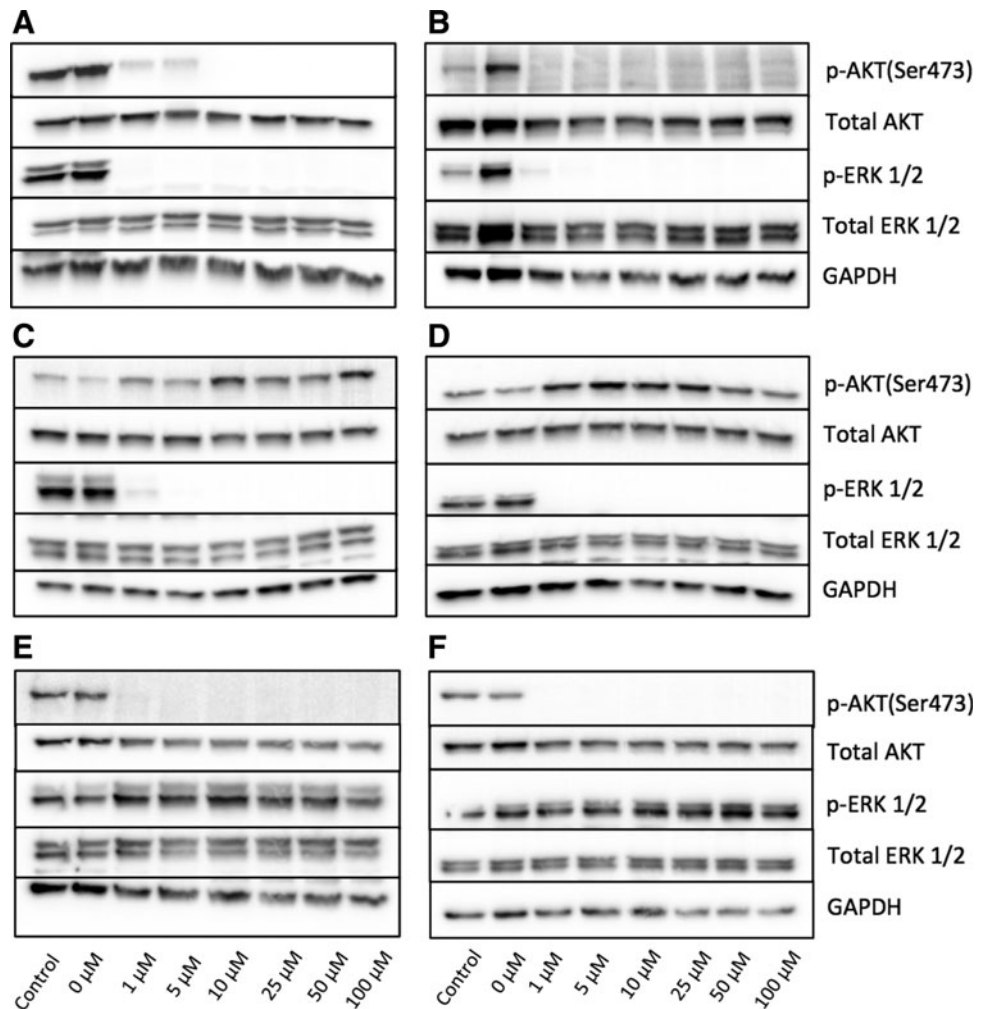 A
B
p-AKT(Ser473)
Total AKT
p-ERK 1/2
Total ERK 1/2
GAPDH
C
D
p-AKT(Ser473)
Total AKT
p-ERK 1/2
Total ERK 1/2
GAPDH
E
F
p-AKT(Ser473)
Total AKT
p-ERK 1/2
Total ERK 1/2
GAPDH
Control
0 µM
1 µM
5 µM
10 µM
25 µM
50 µM
100 µM
Control
0 µM
1 µM
5 µM
10 µM
25 µM
50 µM
100 µM